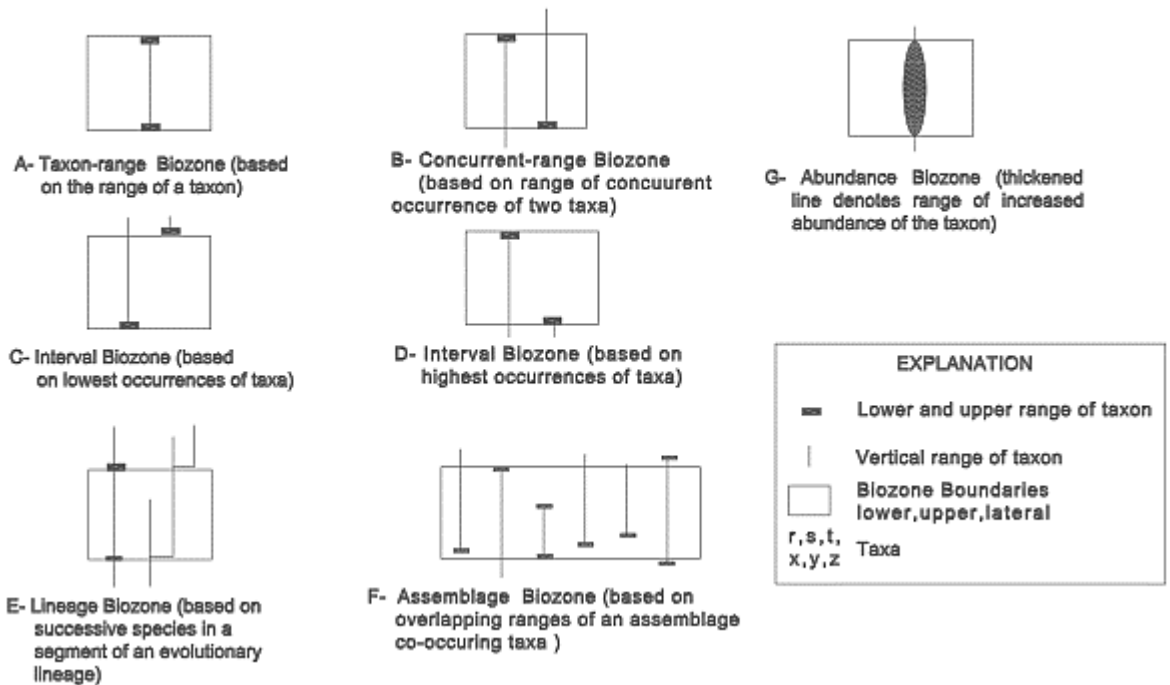 A- Taxon-range Biozone (based
on the range of a taxon)
B- Concurrent-range Biozone
(based on range of concuurent
occurrence of two taxa)
G- Abundance Biozone (thickened
line denotes range of increased
abundance of the taxon)
C- Interval Biozone (based
on lowest occurrences of taxa)
D- Interval Biozone (based on
highest occurrences of taxa)
E- Lineage Biozone (based on
successive species in a
segment of an evolutionary
lineage)
F- Assemblage Biozone (based on
overlapping ranges of an assemblage
co-occuring taxa )
EXPLANATION
Lower and upper range of taxon
Vertical range of taxon
Biozone Boundaries
lower,upper,lateral
r,s,t,
x,y,z Taxa